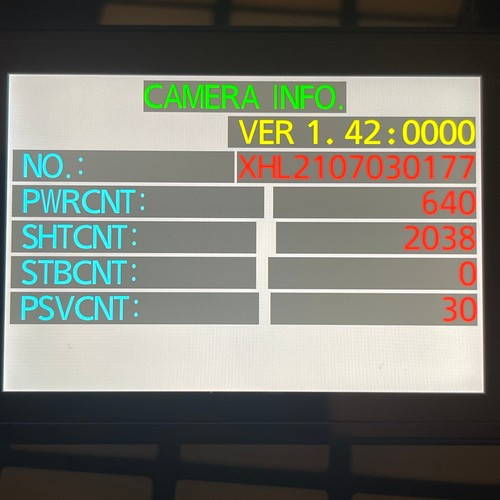 CAMERA INFO.
VER 1. 42:0000
NO.: XHL2107030177
PWRCNT: 640
SHTCNT: 2038
STBCNT: 0
PSVCNT: 30